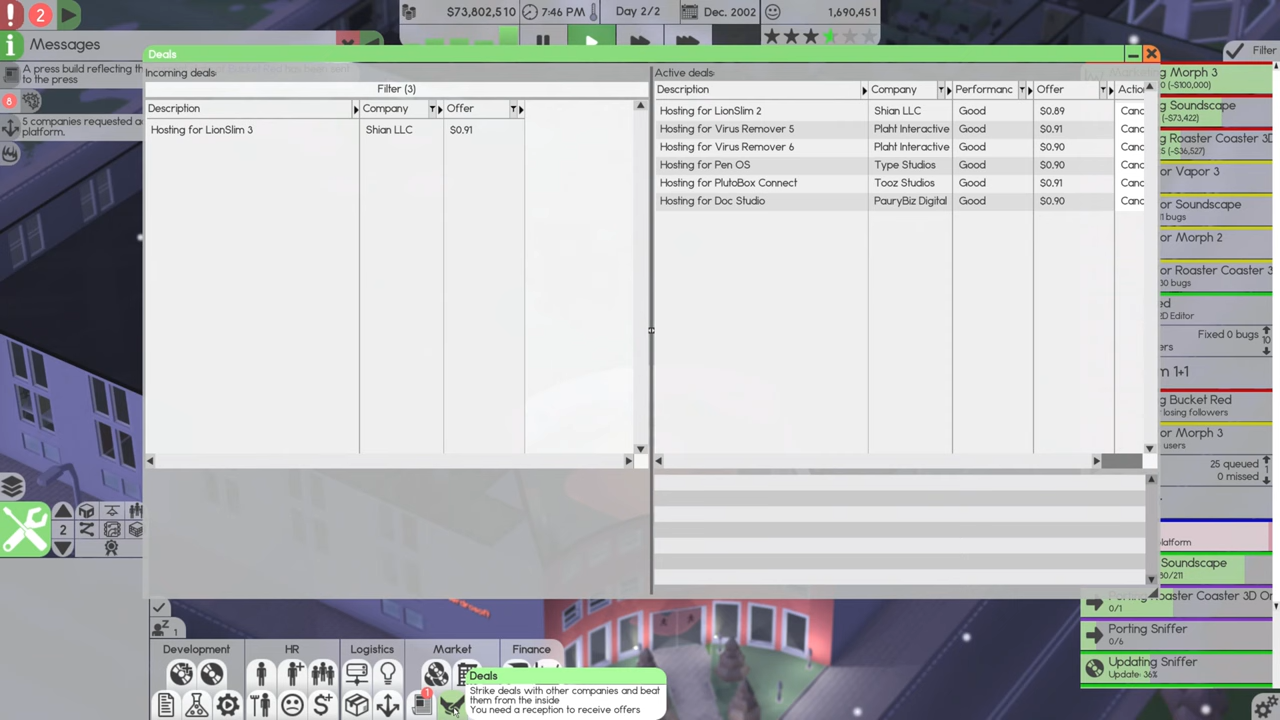 2
$73,802,510
7:46 PM
Day 2/2
Dec. 2002
1,690,451
Messages
A press build reflecting th
to the press
8
5 companies requested a
platform.
Deals
Incoming deals:
Filter (3)
Description
Company
Offer
Hosting for LionSlim 3
Shian LLC
$0.91
Active deals:
Description
Company
Performanc
Offer
Actio
Hosting for LionSlim 2
Shian LLC
Good
$0.89
Canc
Hosting for Virus Remover 5
Plaht Interactive
Good
$0.91
Canc
Hosting for Virus Remover 6
Plaht Interactive
Good
$0.90
Canc
Hosting for Pen OS
Type Studios
Good
$0.90
Canc
Hosting for PlutoBox Connect
Tooz Studios
Good
$0.91
Canc
Hosting for Doc Studio
PauryBiz Digital
Good
$0.90
Canc
Filter
g Morph 3
0 (-$100,000)
g Soundscape
(-$73,422)
g Roaster Coaster 3D
5 (-$36,527)
or Vapor 3
or Soundscape
1 bugs
or Morph 2
or Roaster Coaster 3
30 bugs
ed
2D Editor
Fixed 0 bugs
10
ers
m 1+1
g Bucket Red
losing followers
or Morph 3
users
25 queued
0 missed
1
latform
Soundscape
60/211
Porting Roaster Coaster 3D On
0/1
Porting Sniffer
0/6
Updating Sniffer
Update: 36%
2
1
Development
HR
Logistics
Market
Finance
1
Deals
Strike deals with other companies and beat
them from the inside
You need a reception to receive offers